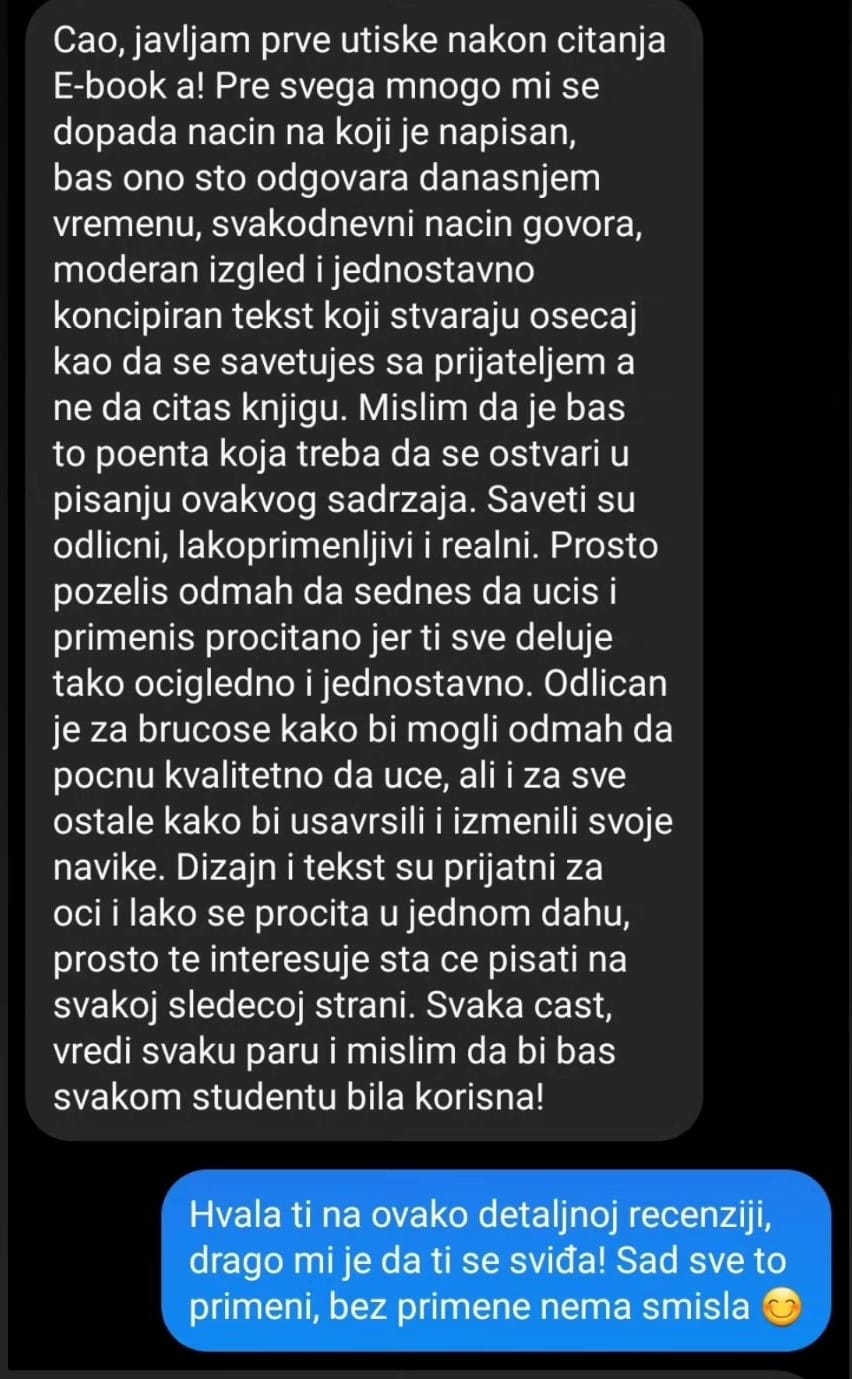 Cao, javljam prve utiske nakon citanja
E-book a! Pre svega mnogo mi se
dopada nacin na koji je napisan,
bas ono sto odgovara danasnjem
vremenu, svakodnevni nacin govora,
moderan izgled i jednostavno
koncipiran tekst koji stvaraju osecaj
kao da se savetujes sa prijateljem a
ne da citas knjigu. Mislim da je bas
to poenta koja treba da se ostvari u
pisanju ovakvog sadrzaja. Saveti su
odlicni, lakoprimenljivi i realni. Prosto
pozelis odmah da sednes da ucis i
primenis procitano jer ti sve deluje
tako ocigledno i jednostavno. Odlican
je za brucose kako bi mogli odmah da
pocnu kvalitetno da uce, ali i za sve
ostale kako bi usavrsili i izmenili svoje
navike. Dizajn i tekst su prijatni za
oci i lako se procita u jednom dahu,
prosto te interesuje sta ce pisati na
svakoj sledecoj strani. Svaka cast,
vredi svaku paru i mislim da bi bas
svakom studentu bila korisna!
Hvala ti na ovako detaljnoj recenziji,
drago mi je da ti se sviđa! Sad sve to
primeni, bez primene nema smisla 😊